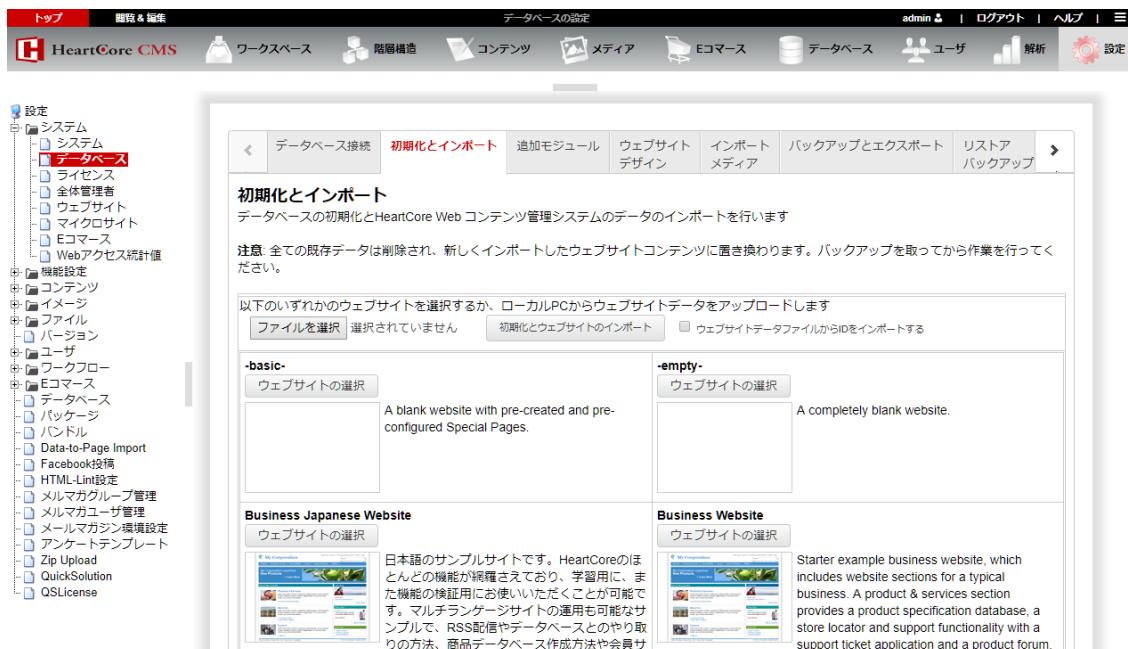 トップ 閲覧 & 編集 データベースの設定 admin | ログアウト | ヘルプ |
HeartCore CMS ワークスペース 階層構造 コンテンツ メディア Eコマース データベース ユーザ 解析 設定
設定
システム
システム
データベース
ライセンス
全体管理者
ウェブサイト
マイクロサイト
Eコマース
Webアクセス統計値
機能設定
コンテンツ
イメージ
ファイル
バージョン
ユーザ
ワークフロー
Eコマース
データベース
パッケージ
バンドル
Data-to-Page Import
Facebook投稿
HTML-Lint設定
メルマガグループ管理
メルマガユーザ管理
メールマガジン環境設定
アンケートテンプレート
Zip Upload
QuickSolution
QSLicense
データベース接続 初期化とインポート 追加モジュール ウェブサイト インポート バックアップとエクスポート リストア
デザイン メディア バックアップ
初期化とインポート
データベースの初期化とHeartCore Web コンテンツ管理システムのデータのインポートを行います
注意: 全ての既存データは削除され、新しくインポートしたウェブサイトコンテンツに置き換わります。バックアップを取ってから作業を行ってく
ださい。
以下のいずれかのウェブサイトを選択するか、ローカルPCからウェブサイトデータをアップロードします
ファイルを選択 選択されていません 初期化とウェブサイトのインポート ウェブサイトデータファイルからIDをインポートする
-basic-
ウェブサイトの選択
A blank website with pre-created and pre-
configured Special Pages.
-empty-
ウェブサイトの選択
A completely blank website.
Business Japanese Website
ウェブサイトの選択
My Corporation
日本語のサンプルサイトです。HeartCoreのほ
とんどの機能が網羅さえており、学習用に、ま
た機能の検証用にお使いいただくことが可能で
す。マルチランゲージサイトの運用も可能なサ
ンプルで、RSS配信やデータベースとのやり取
りの方法、商品データベース作成方法や会員サ
Business Website
ウェブサイトの選択
My Corporation
Starter example business website, which
includes website sections for a typical
business. A product & services section
provides a product specification database, a
store locator and support functionality with a
support ticket application and a product forum.